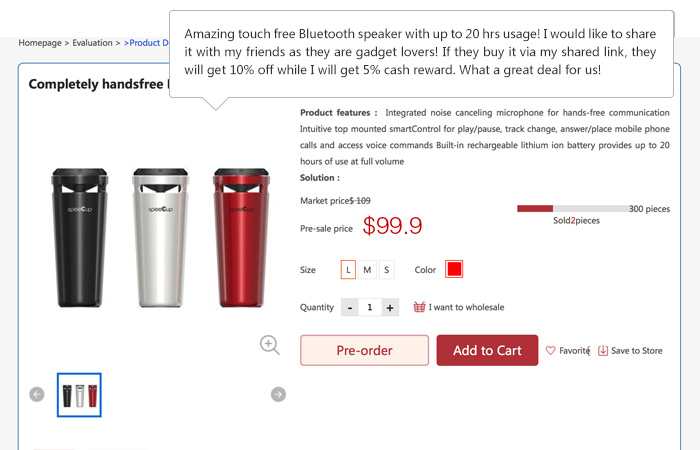 Amazing touch free Bluetooth speaker with up to 20 hrs usage! I would like to share
it with my friends as they are gadget lovers! If they buy it via my shared link, they
will get 10% off while I will get 5% cash reward. What a great deal for us!
Homepage > Evaluation > >Product D
Completely handsfree
Product features : Integrated noise canceling microphone for hands-free communication
Intuitive top mounted smartControl for play/pause, track change, answer/place mobile phone
calls and access voice commands Built-in rechargeable lithium ion battery provides up to 20
hours of use at full volume
Solution :
Market price$ 109
300 pieces
Sold2pieces
Pre-sale price $99.9
speeCup speeCup speeCup
Size L M S Color
Quantity - 1 + I want to wholesale
Pre-order Add to Cart Favorite Save to Store